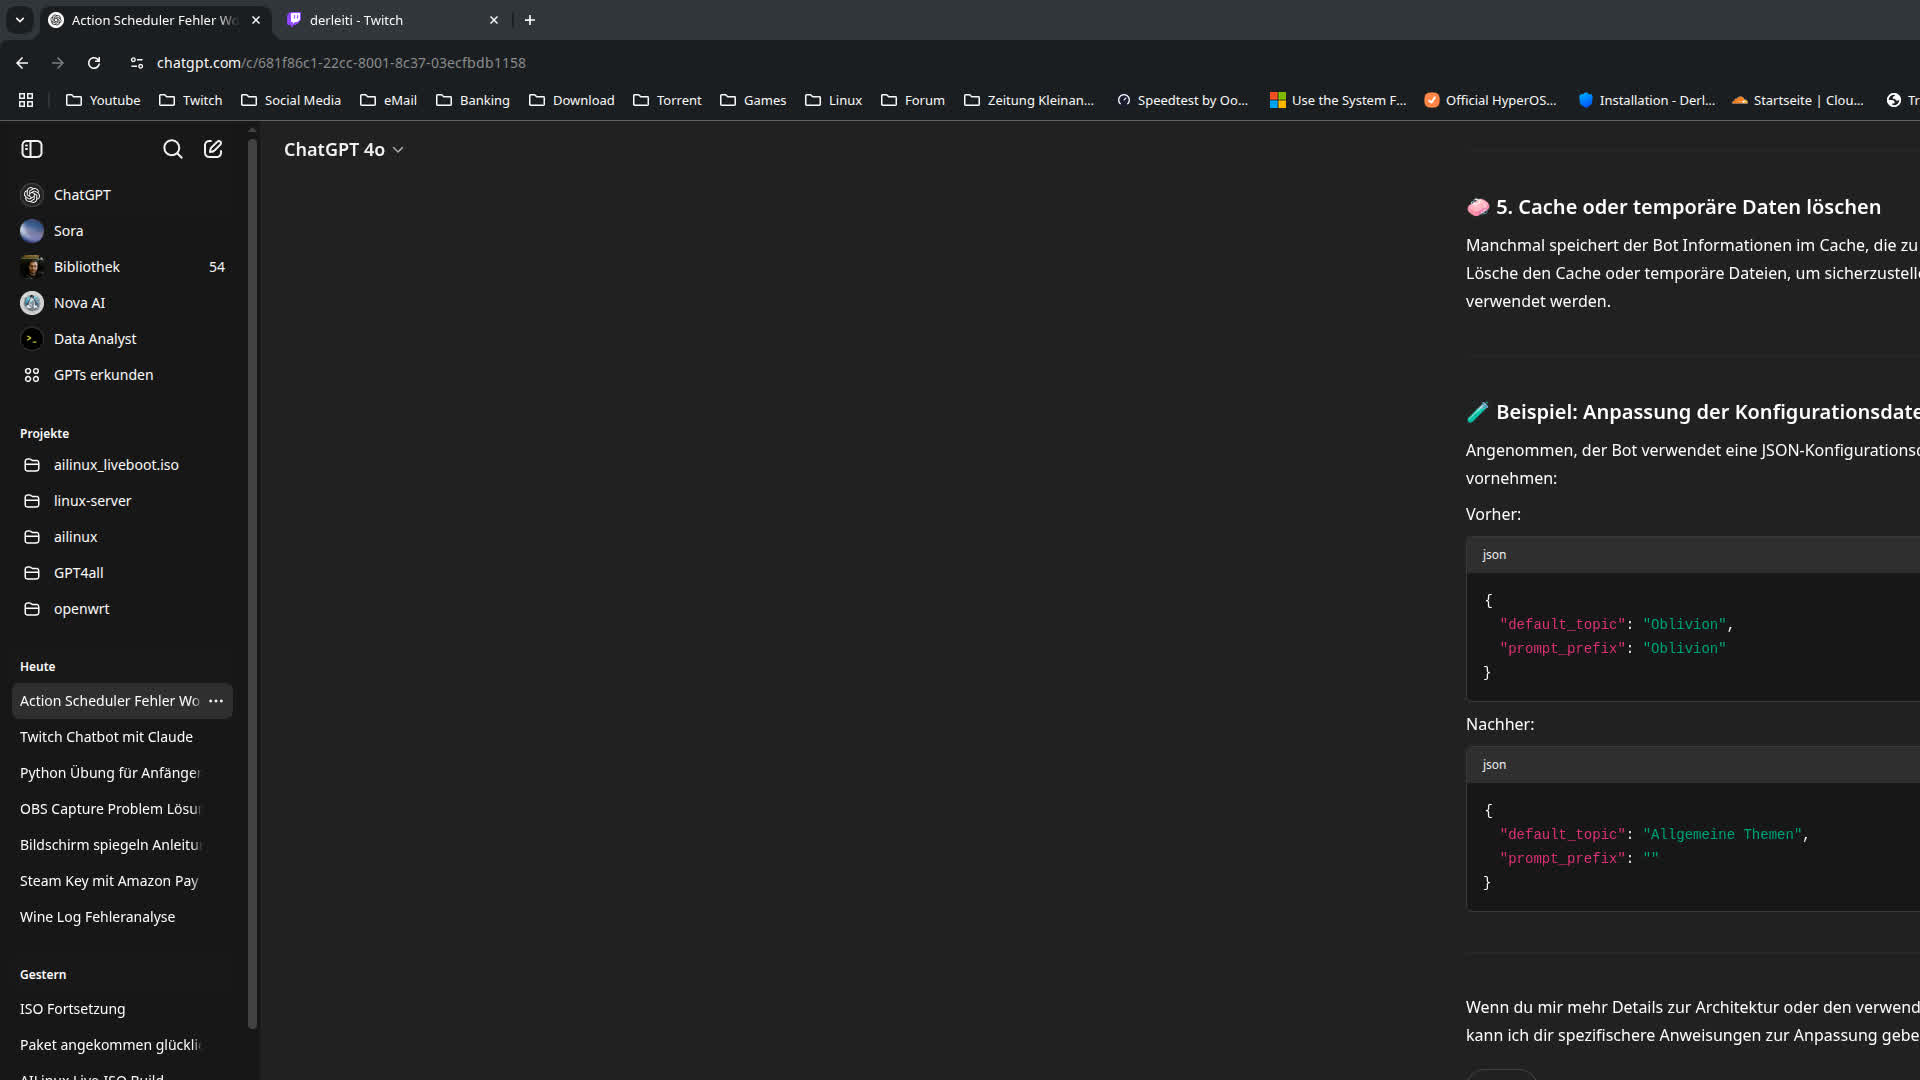 Action Scheduler Fehler Wo
derleiti - Twitch
chatgpt.com/c/681f86c1-22cc-8001-8c37-03ecfbdb1158
Youtube
Twitch
Social Media
eMail
Banking
Download
Torrent
Games
Linux
Forum
Zeitung Kleinan...
Speedtest by Oo...
Use the System F...
Official HyperOS...
Installation - Derl...
Startseite | Clou...
Tr
ChatGPT 4o
ChatGPT
Sora
Bibliothek 54
Nova AI
Data Analyst
GPTs erkunden
Projekte
ailinux_liveboot.iso
linux-server
ailinux
GPT4all
openwrt
Heute
Action Scheduler Fehler Wo
Twitch Chatbot mit Claude
Python Übung für Anfänger
OBS Capture Problem Lösu
Bildschirm spiegeln Anleitu
Steam Key mit Amazon Pay
Wine Log Fehleranalyse
Gestern
ISO Fortsetzung
Paket angekommen glückli
AILinux Live-ISO Build
5. Cache oder temporäre Daten löschen
Manchmal speichert der Bot Informationen im Cache, die zu
Lösche den Cache oder temporäre Dateien, um sicherzustell
verwendet werden.
Beispiel: Anpassung der Konfigurationsdate
Angenommen, der Bot verwendet eine JSON-Konfigurations
vornehmen:
Vorher:
json
{
"default_topic": "Oblivion",
"prompt_prefix": "Oblivion"
}
Nachher:
json
{
"default_topic": "Allgemeine Themen",
"prompt_prefix": ""
}
Wenn du mir mehr Details zur Architektur oder den verwend
kann ich dir spezifischere Anweisungen zur Anpassung gebe